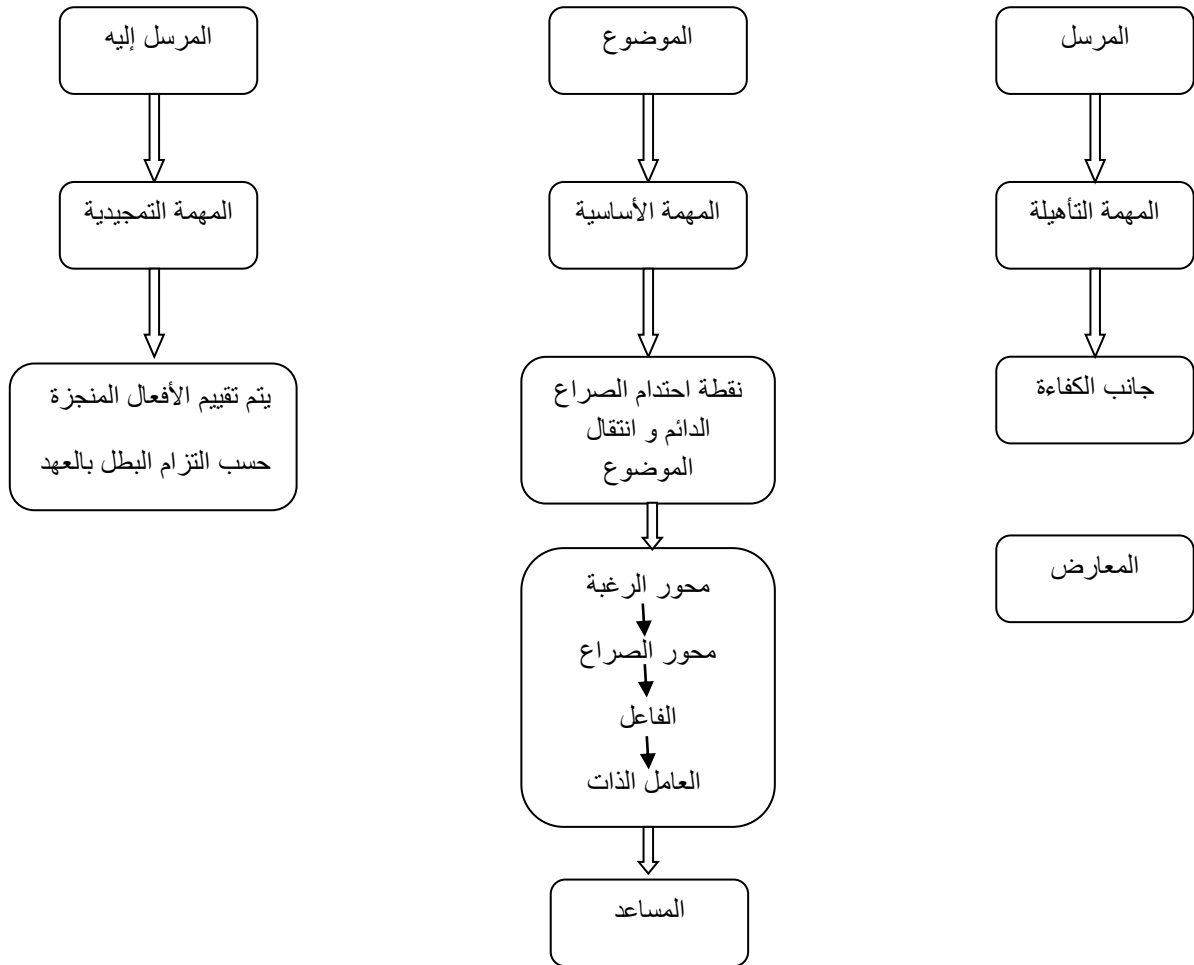 المرسل
الموضوع
المرسل إليه
المهمة التأهيلة
المهمة الأساسية
المهمة التمجيدية
جانب الكفاءة
نقطة احتدام الصراع
الدائم و انتقال
الموضوع
يتم تقييم الأفعال المنجزة
حسب التزام البطل بالعهد
المعارض
محور الرغبة
محور الصراع
الفاعل
العامل الذات
المساعد